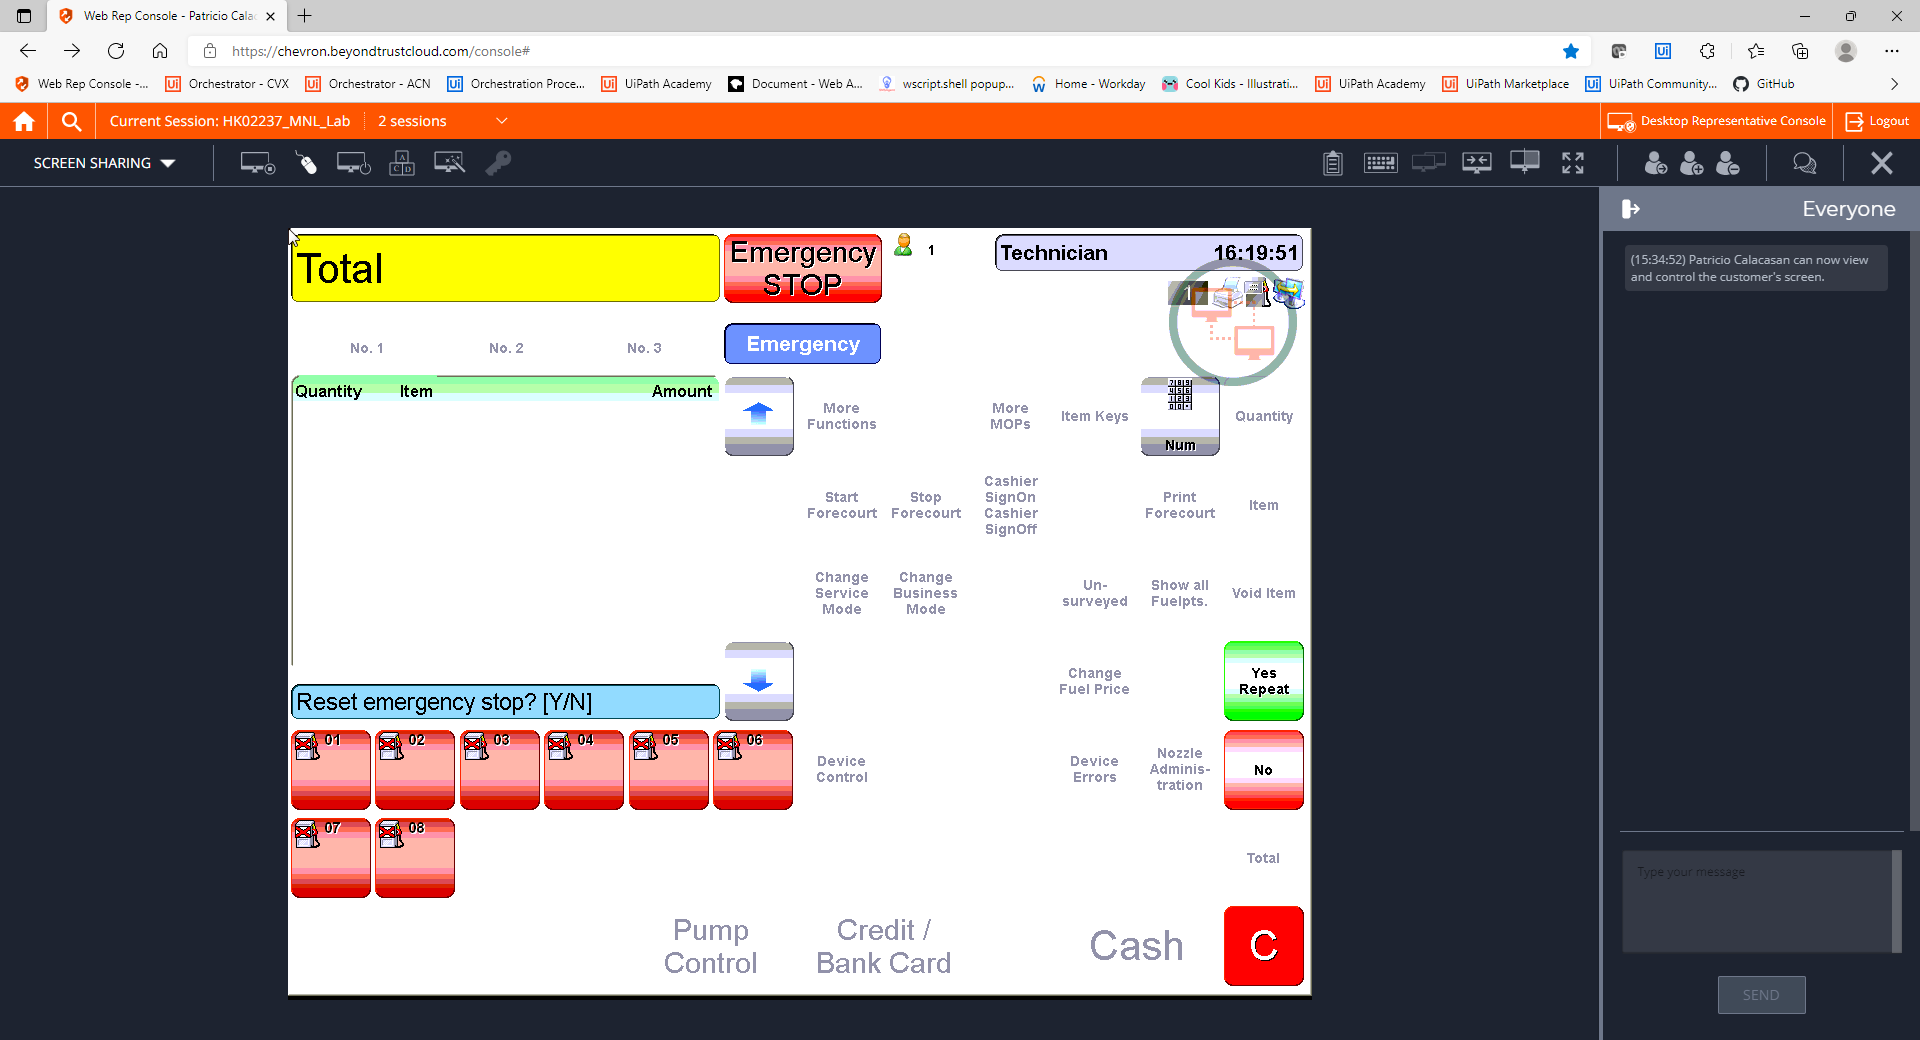 Web Rep Console - Patricio Cala
https://chevron.beyondtrustcloud.com/console#
Web Rep Console -...
Orchestrator - CVX
Orchestrator - ACN
Orchestration Proce...
UiPath Academy
Document - Web A...
wscript.shell popup...
Home - Workday
Cool Kids - Illustrati...
UiPath Academy
UiPath Marketplace
UiPath Community...
GitHub
Current Session: HK02237_MNL_Lab
2 sessions
Desktop Representative Console
Logout
SCREEN SHARING
Everyone
(15:34:52) Patricio Calacasan can now view
and control the customer's screen.
Total
Emergency
STOP
1
Technician 16:19:51
1
No. 1
No. 2
No. 3
Emergency
Quantity Item Amount
More
Functions
More
MOPs
Item Keys
Num
Quantity
Start
Forecourt
Stop
Forecourt
Cashier
SignOn
Cashier
SignOff
Print
Forecourt
Item
Change
Service
Mode
Change
Business
Mode
Un-
surveyed
Show all
Fuelpts.
Void Item
Change
Fuel Price
Yes
Repeat
Reset emergency stop? [Y/N]
01
02
03
04
05
06
Device
Control
Device
Errors
Nozzle
Adminis-
tration
No
07
08
Total
Pump
Control
Credit /
Bank Card
Cash
C
Type your message
SEND